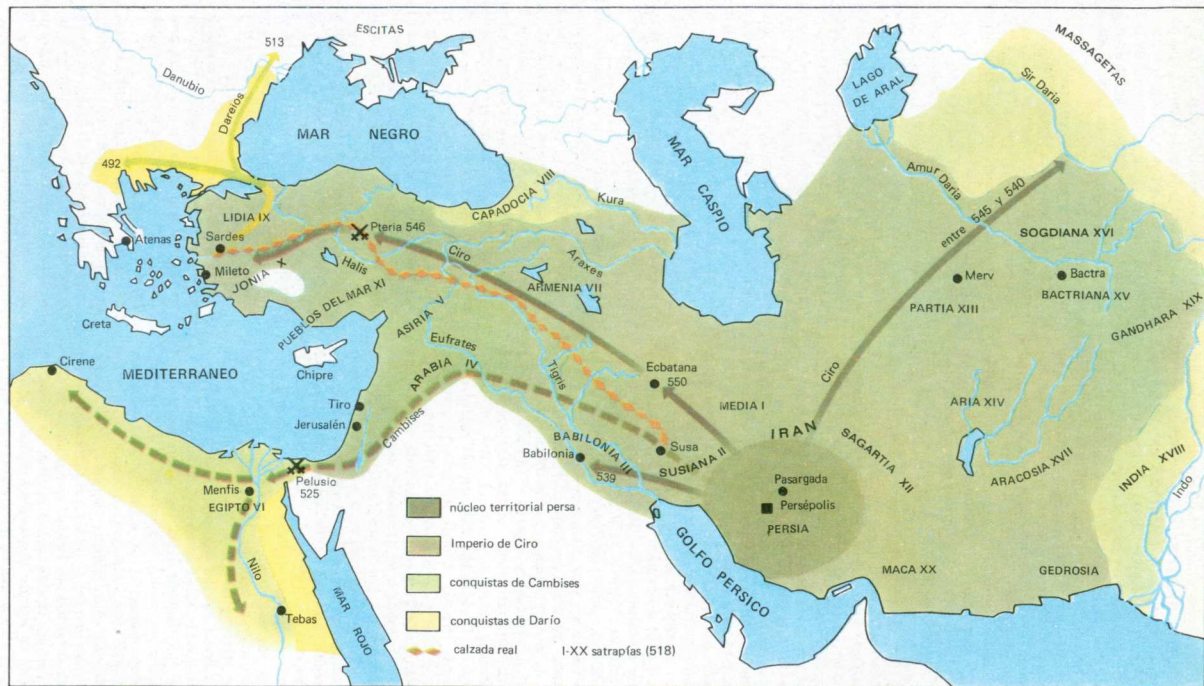 ESCITAS
513
Danubio
Dareios
MAR NEGRO
492
MASSAGETAS
LAGO
DE ARAL
Sir Daria
Amur Daria
MAR CASPIO
CAPADOCIA VIII
Kura
LIDIA IX
Sardes
Atenas
Mileto
JONIA X
Pteria 546
Halis
Ciro
Araxes
ARMENIA VII
PUEBLOS DEL MAR XI
ASIRIA V
Creta
Chipre
Cirene
MEDITERRANEO
Eufrates
ARABIA IV
Tigris
Tiro
Jerusalén
Cambises
Ecbatana
550
MEDIA I
entre 545 y 540
Ciro
SOGDIANA XVI
Merv
Bactra
PARTIA XIII
BACTRIANA XV
GANDHARA XIX
ARIA XIV
IRAN
SAGARTIA XII
ARACOSIA XVII
INDIA XVIII
Indo
Susa
SUSIANA II
BABILONIA III
Babilonia
539
Pasargada
Persépolis
PERSIA
Pelusio
525
Menfis
EGIPTO VI
Nilo
Tebas
MAR
ROJO
GOLFO PERSICO
MACA XX
GEDROSIA
núcleo territorial persa
Imperio de Ciro
conquistas de Cambises
conquistas de Darío
calzada real I-XX satrapías (518)